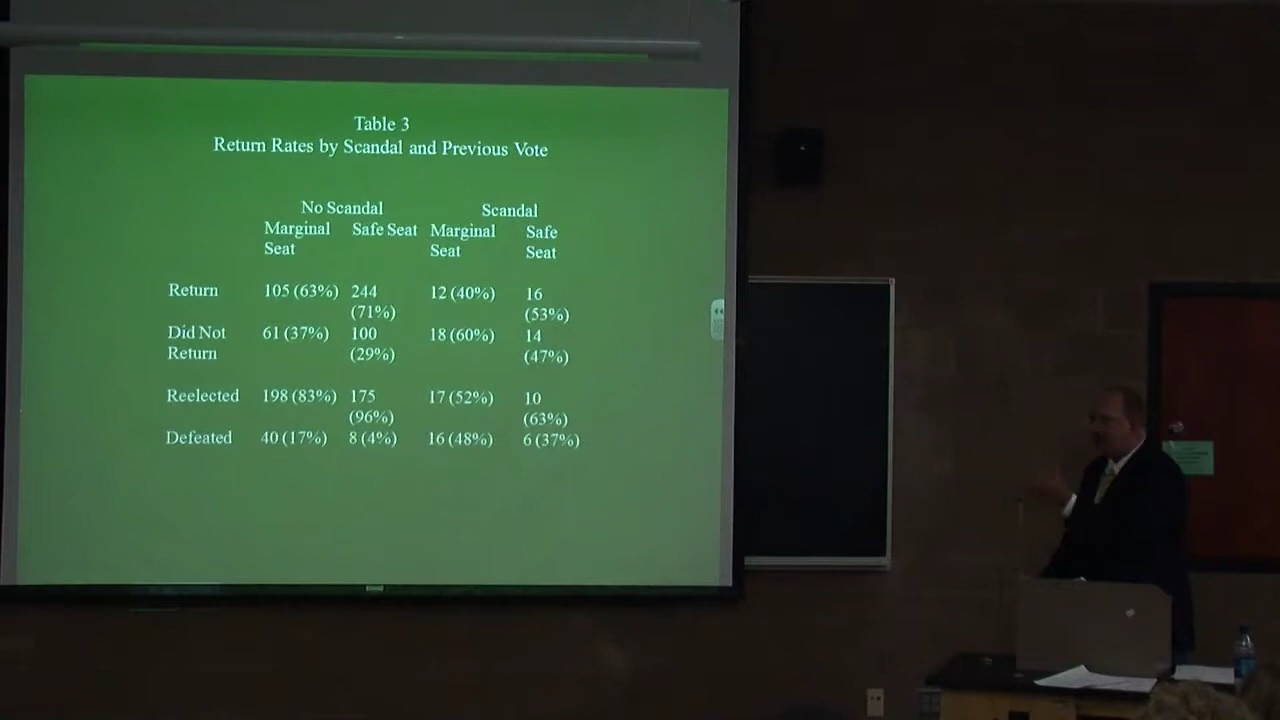 Table 3
Return Rates by Scandal and Previous Vote
No Scandal Scandal
Marginal Safe Seat Marginal Safe
Seat Seat Seat
Return 105 (63%) 244 12 (40%) 16
(71%) (53%)
Did Not 61 (37%) 100 18 (60%) 14
Return (29%) (47%)
Reelected 198 (83%) 175 17 (52%) 10
(96%) (63%)
Defeated 40 (17%) 8 (4%) 16 (48%) 6 (37%)